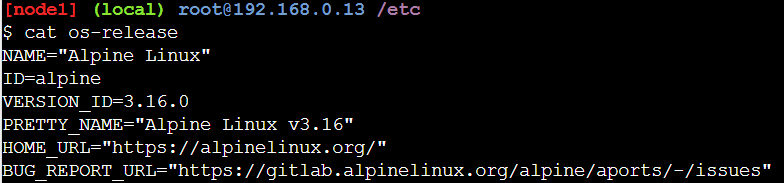 [node1] (local) root@192.168.0.13 /etc
$ cat os-release
NAME="Alpine Linux"
ID=alpine
VERSION_ID=3.16.0
PRETTY_NAME="Alpine Linux v3.16"
HOME_URL="https://alpinelinux.org/"
BUG_REPORT_URL="https://gitlab.alpinelinux.org/alpine/aports/-/issues"